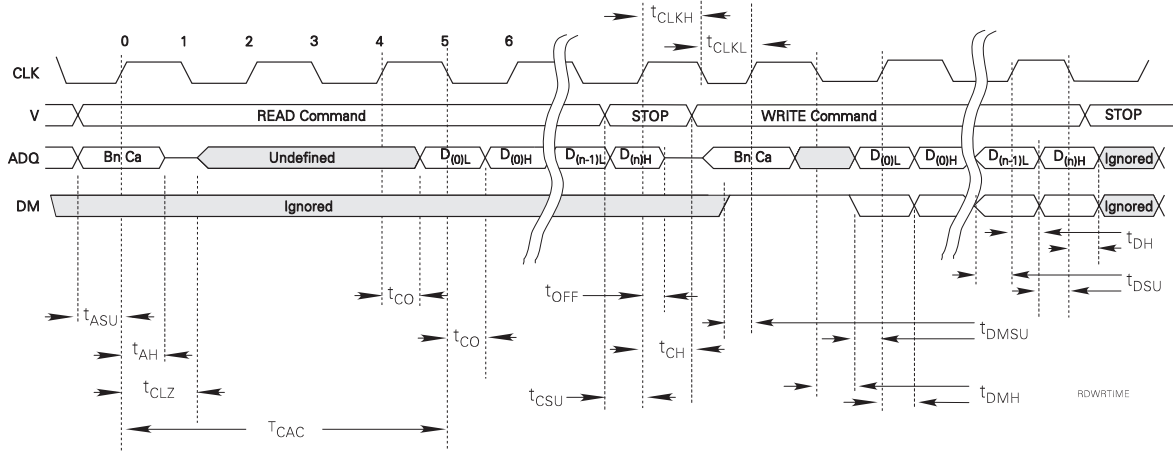 tCLKH
0 1 2 3 4 5 6
tCLKL
CLK
V READ Command STOP WRITE Command STOP
ADQ Bn Ca Undefined D(0)L D(0)H D(n-1)L D(n)H Bn Ca D(0)L D(0)H D(n-1)L D(n)H Ignored
DM Ignored Ignored
tDH
tDSU
tCO tOFF
tASU
tCO tDMSU
tAH tCH
tCLZ tCSU tDMH RDWRTIME
TCAC